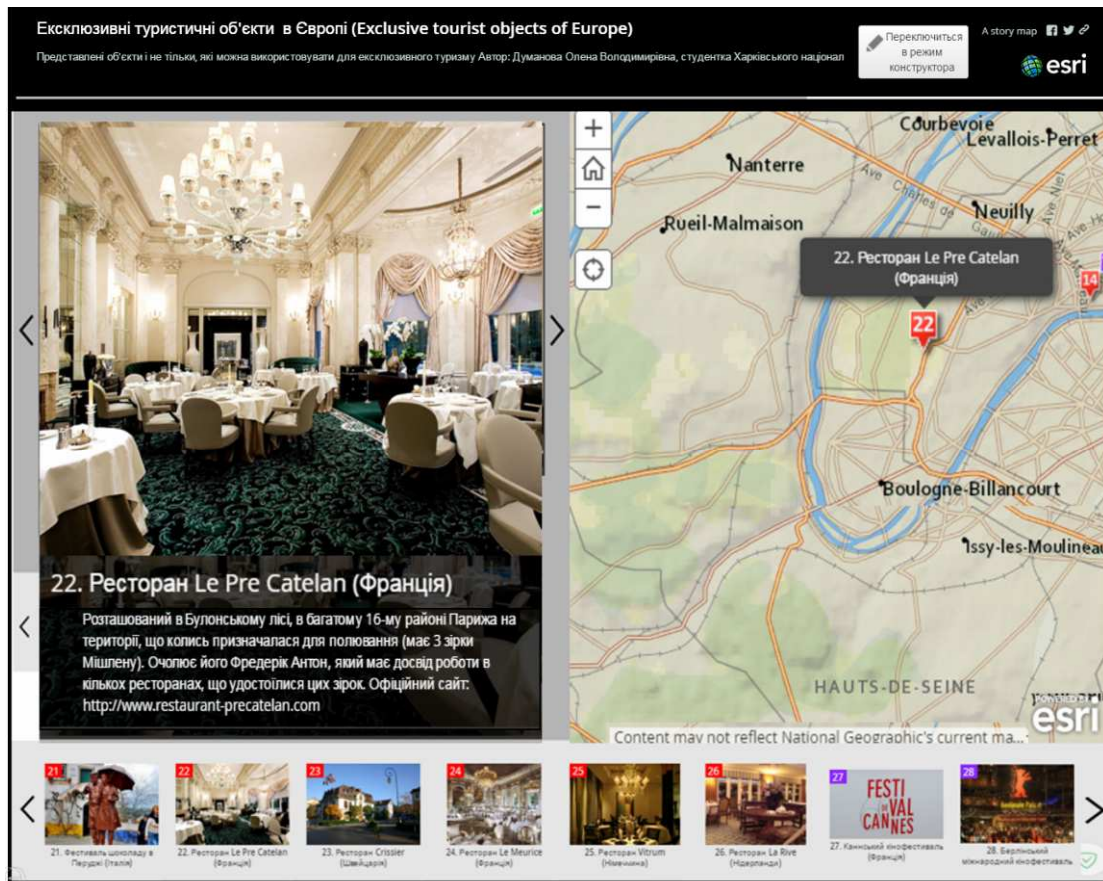 Ексклюзивні туристичні об'єкти в Європі (Exclusive tourist objects of Europe)
Представлені об'єкти і не тільки, які можна використовувати для ексклюзивного туризму Автор: Думанова Олена Володимирівна, студентка Харківського націонал
Переключиться
в режим
конструктора
A story map
esri
Courbevoie
Levallois-Perret
Nanterre
Ave Charles de
Neuilly
Rueil-Malmaison
22. Ресторан Le Pre Catelan
(Франція)
14
22
Boulogne-Billancourt
Issy-les-Moulineau
HAUTS-DE-SEINE
POWERED BY
esri
Content may not reflect National Geographic's current ma...
22. Ресторан Le Pre Catelan (Франція)
Розташований в Булонському лісі, в багатому 16-му районі Парижа на
території, що колись призначалася для полювання (має 3 зірки
Мішлену). Очолює його Фредерік Антон, який має досвід роботи в
кількох ресторанах, що удостоїлися цих зірок. Офіційний сайт:
http://www.restaurant-precatelan.com
21
22
23
24
25
26
27
28
FESTI
VAL
CANNES
21. Фестиваль шоколаду в
Перуджі (Італія)
22. Ресторан Le Pre Catelan
(Франція)
23. Ресторан Crissier
(Швейцарія)
24. Ресторан Le Meurice
(Франція)
25. Ресторан Vitrum
(Німеччина)
26. Ресторан La Rive
(Нідерланди)
27. Каннський кінофестиваль
(Франція)
28. Берлінський
міжнародний кінофестиваль